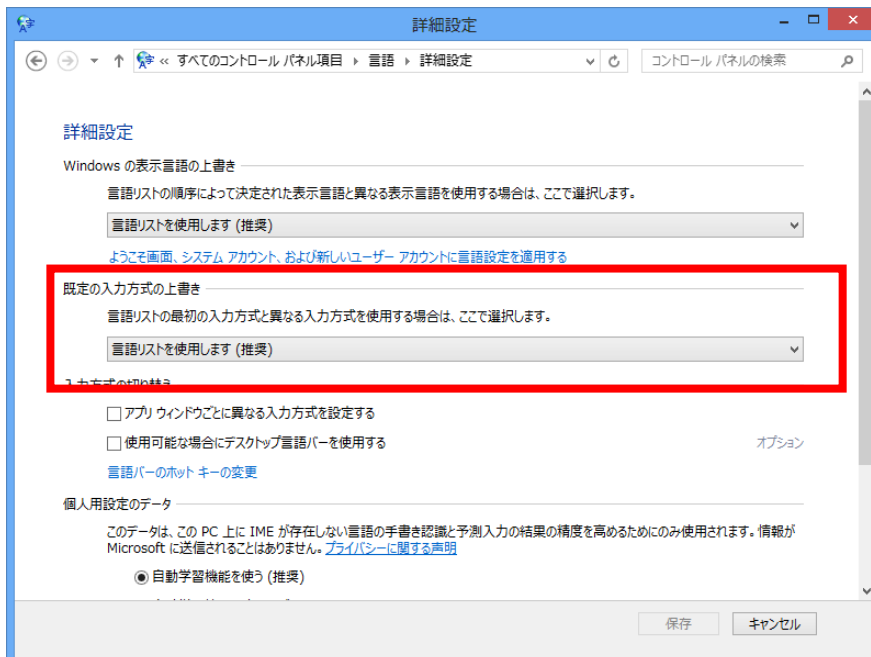 詳細設定
« すべてのコントロール パネル項目 ▸ 言語 ▸ 詳細設定
コントロール パネルの検索
詳細設定
Windows の表示言語の上書き
言語リストの順序によって決定された表示言語と異なる表示言語を使用する場合は、ここで選択します。
言語リストを使用します (推奨)
ようこそ画面、システム アカウント、および新しいユーザー アカウントに言語設定を適用する
既定の入力方式の上書き
言語リストの最初の入力方式と異なる入力方式を使用する場合は、ここで選択します。
言語リストを使用します (推奨)
入力方式の切り替え
アプリ ウィンドウごとに異なる入力方式を設定する
使用可能な場合にデスクトップ言語バーを使用する
オプション
言語バーのホット キーの変更
個人用設定のデータ
このデータは、この PC 上に IME が存在しない言語の手書き認識と予測入力の結果の精度を高めるためにのみ使用されます。情報が
Microsoft に送信されることはありません。プライバシーに関する声明
自動学習機能を使う (推奨)
保存
キャンセル